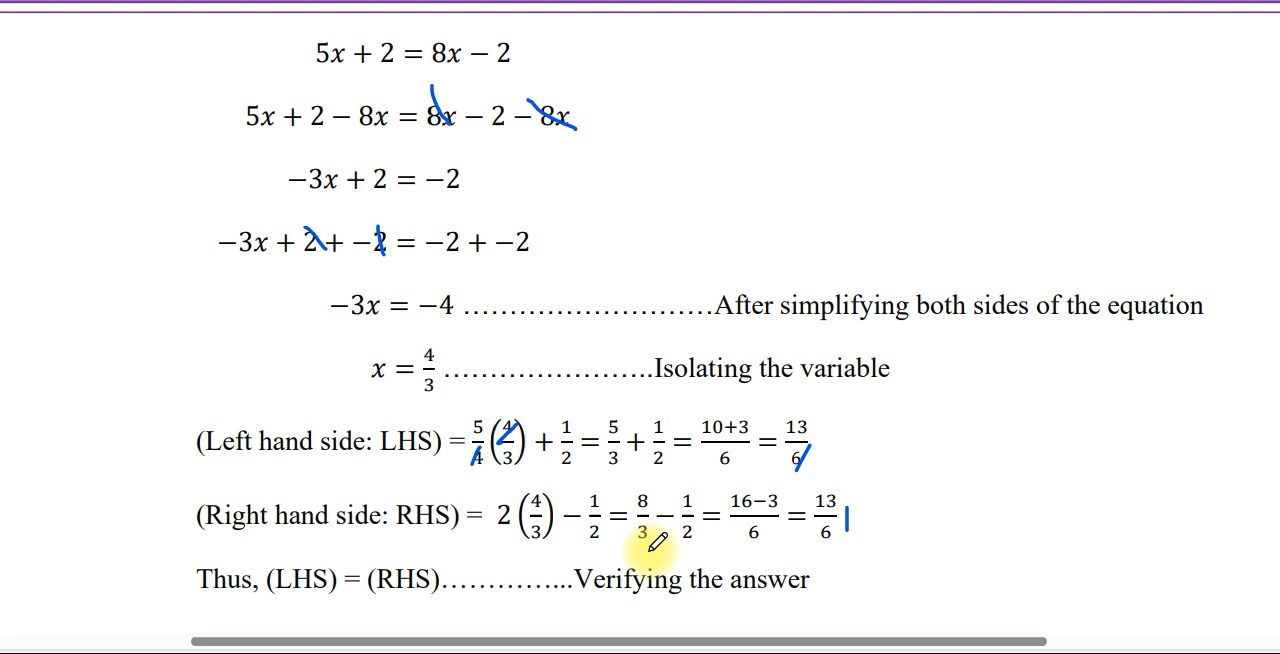 5x + 2 = 8x − 2
5x + 2 − 8x = 8x − 2 − 8x
−3x + 2 = −2
−3x + 2 + −2 = −2 + −2
−3x = −4 ………………………After simplifying both sides of the equation
x = 4/3 …………………..Isolating the variable
(Left hand side: LHS) = 5/4 (4/3) + 1/2 = 5/3 + 1/2 = 10+3/6 = 13/6
(Right hand side: RHS) = 2 (4/3) − 1/2 = 8/3 − 1/2 = 16−3/6 = 13/6
Thus, (LHS) = (RHS)…………...Verifying the answer